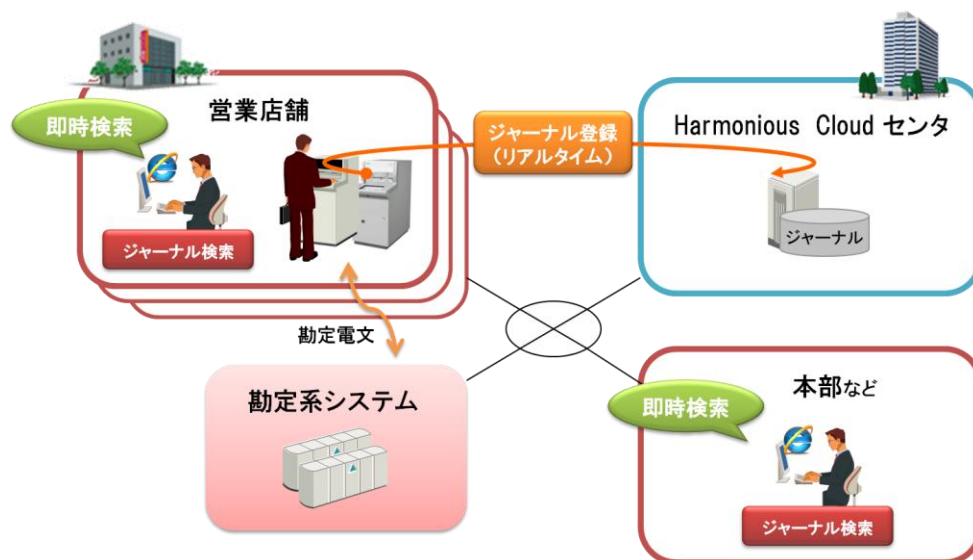 営業店舗
即時検索
ジャーナル検索
ジャーナル登録
(リアルタイム)
Harmonious Cloud センタ
ジャーナル
勘定電文
勘定系システム
本部など
即時検索
ジャーナル検索